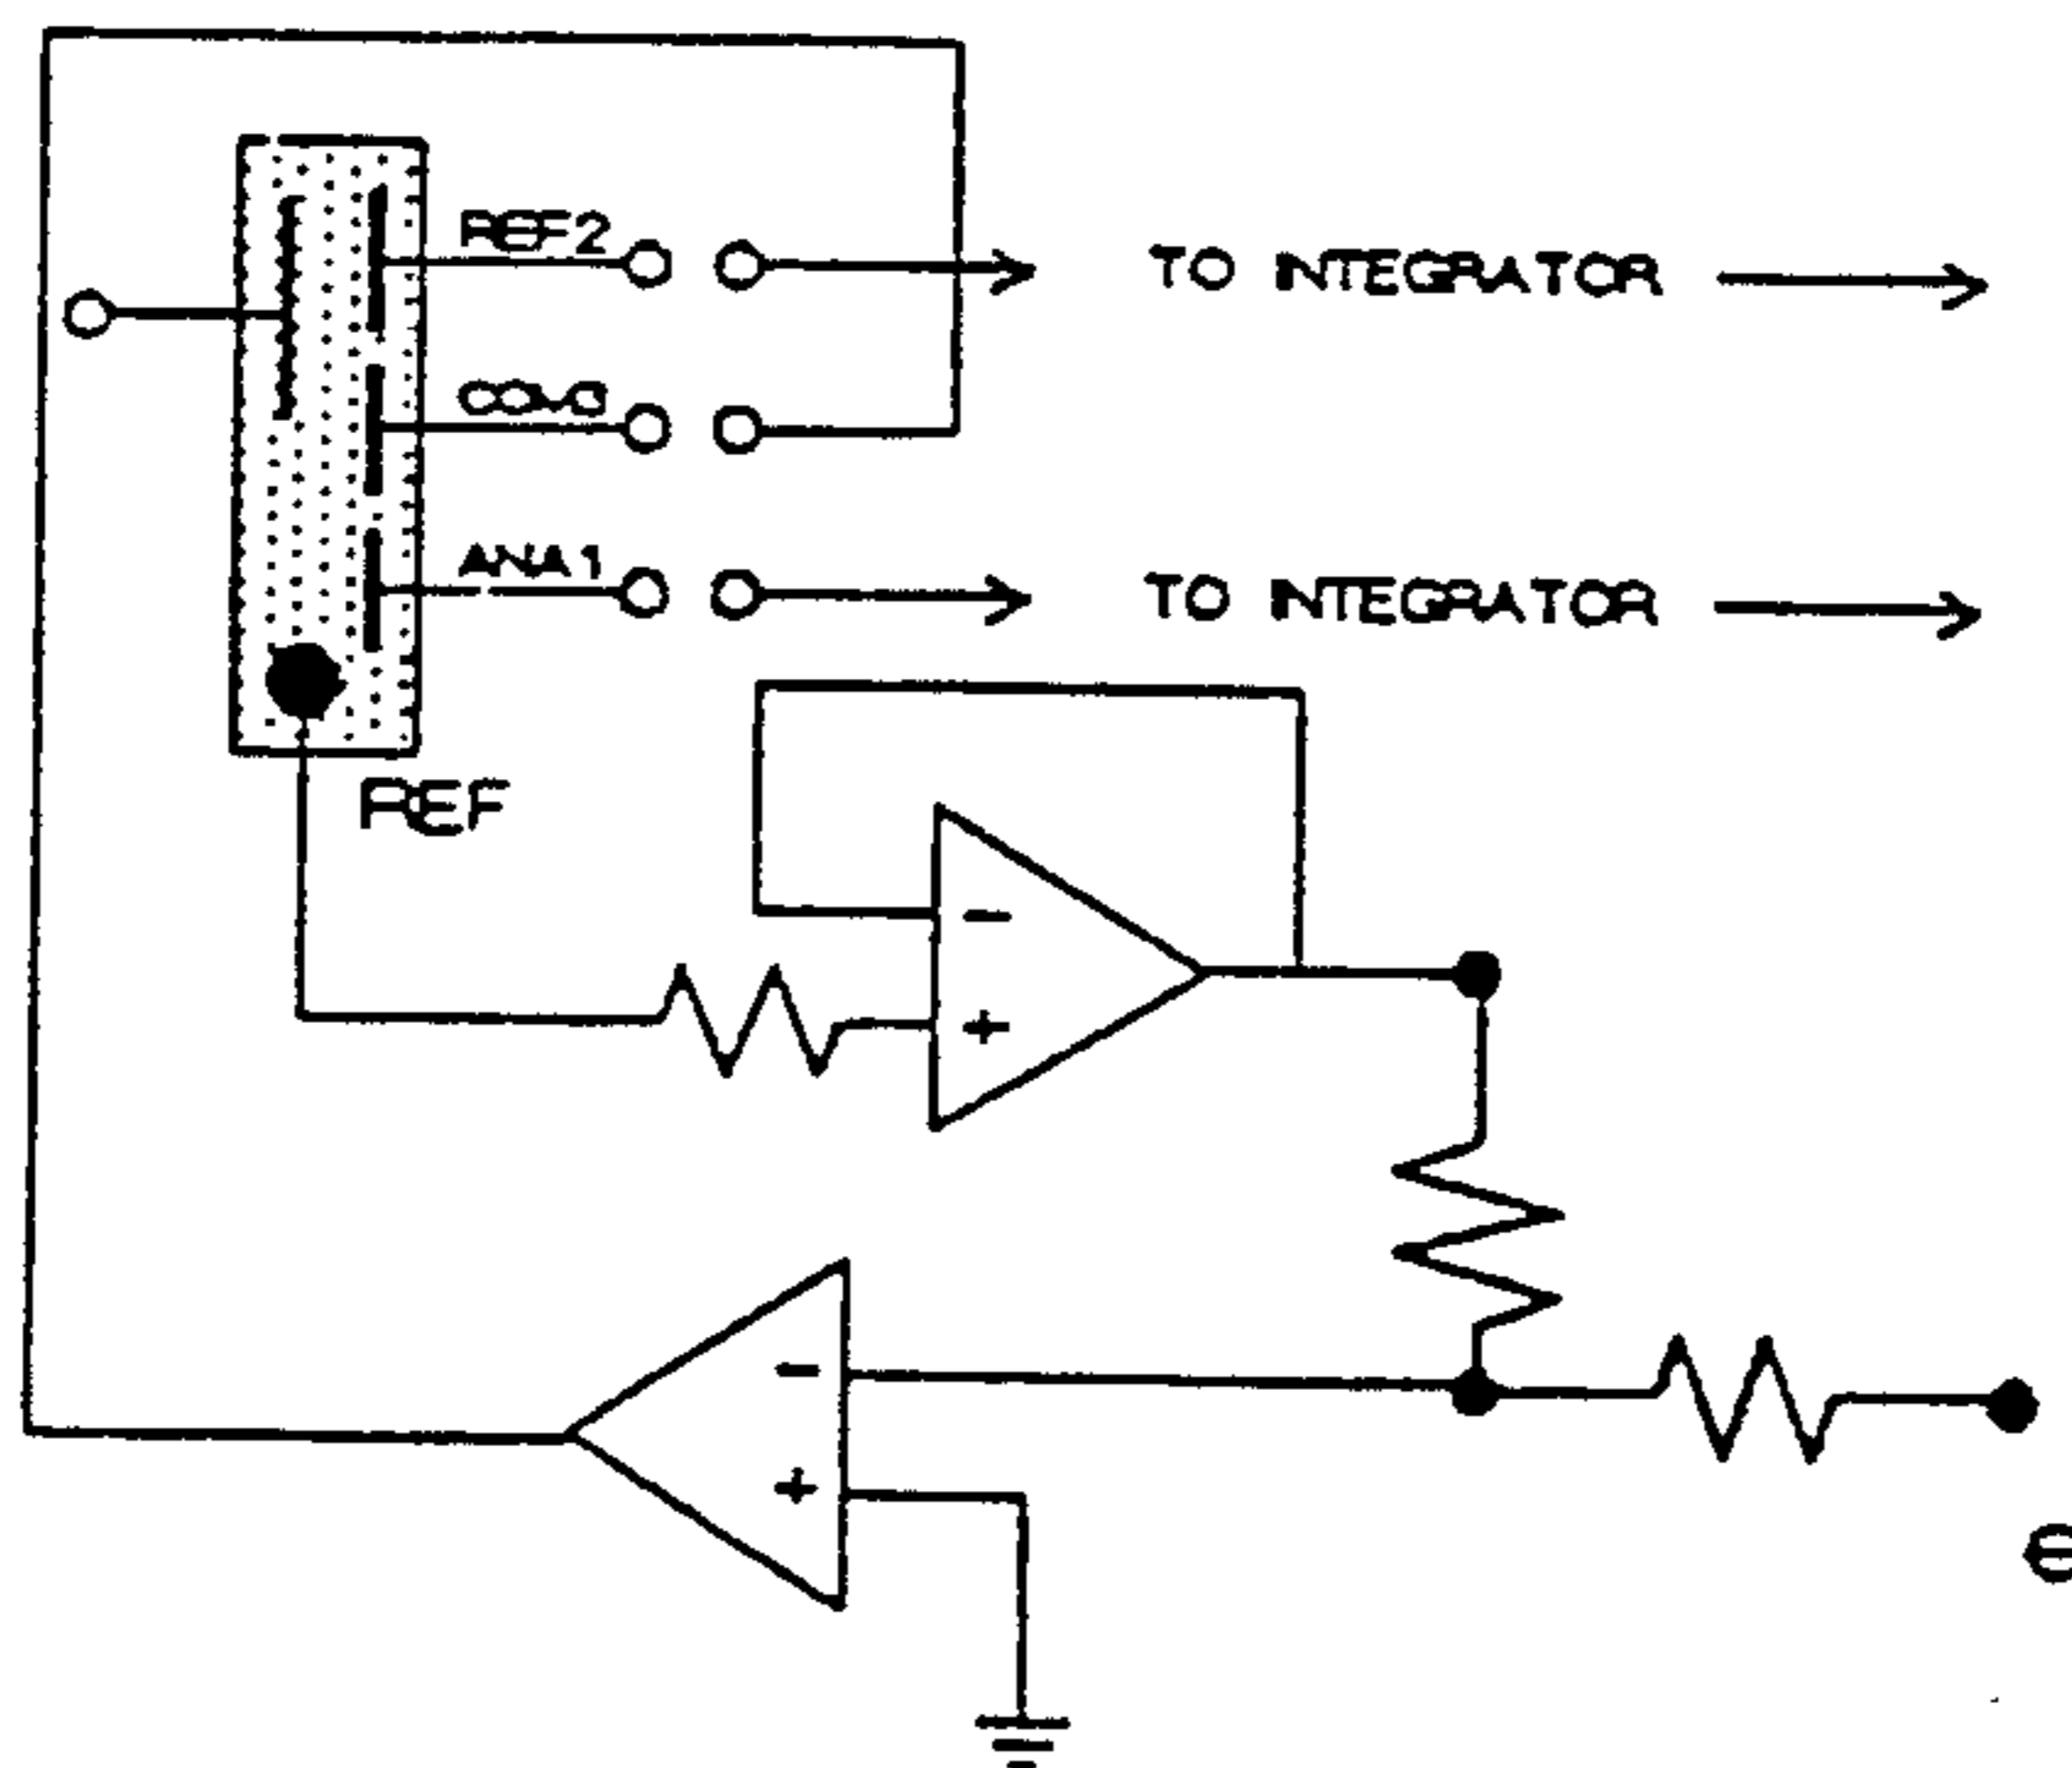 REF2
TO INTEGRATOR
ANA1
TO INTEGRATOR
REF
-
+
-
+
e